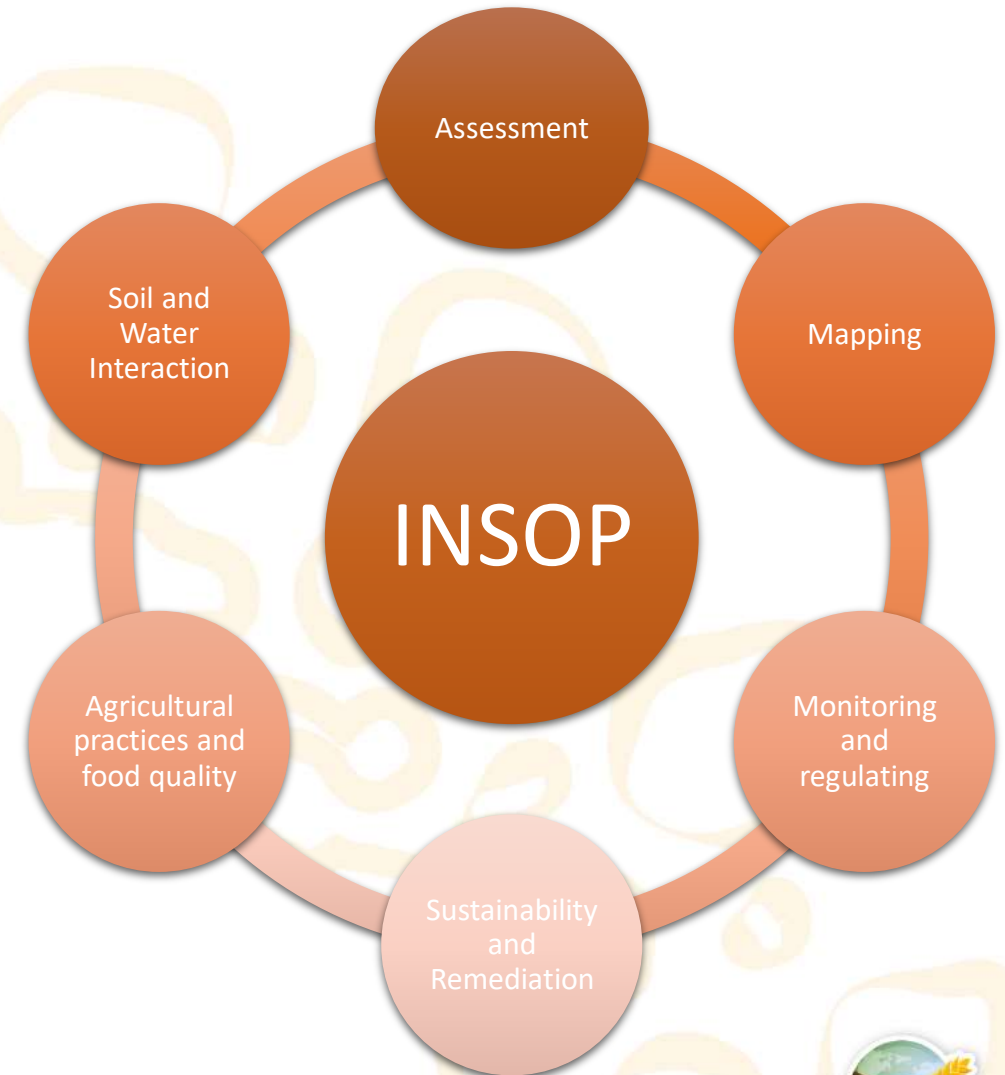 Assessment
Mapping
Monitoring
and
regulating
Sustainability
and
Remediation
Agricultural
practices and
food quality
Soil and
Water
Interaction
INSOP